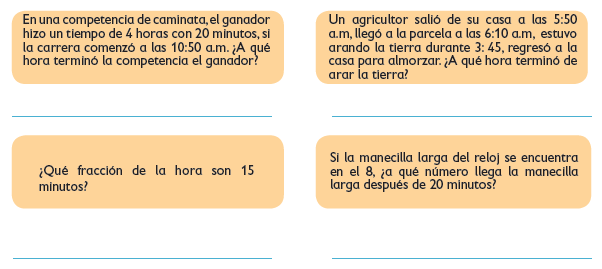 En una competencia de caminata, el ganador
hizo un tiempo de 4 horas con 20 minutos, si
la carrera comenzó a las 10:50 a.m. ¿A qué
hora terminó la competencia el ganador?
Un agricultor salió de su casa a las 5:50
a.m, llegó a la parcela a las 6:10 a.m, estuvo
arando la tierra durante 3: 45, regresó a la
casa para almorzar. ¿A qué hora terminó de
arar la tierra?
¿Qué fracción de la hora son 15
minutos?
Si la manecilla larga del reloj se encuentra
en el 8, ¿a qué número llega la manecilla
larga después de 20 minutos?